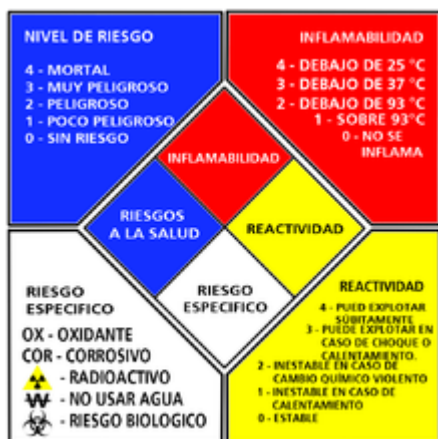 NIVEL DE RIESGO
4 - MORTAL
3 - MUY PELIGROSO
2 - PELIGROSO
1 - POCO PELIGROSO
0 - SIN RIESGO
INFLAMABILIDAD
4 - DEBAJO DE 25 °C
3 - DEBAJO DE 37 °C
2 - DEBAJO DE 93 °C
1 - SOBRE 93°C
0 - NO SE
INFLAMA
INFLAMABILIDAD
RIESGOS
A LA SALUD
REACTIVIDAD
RIESGO
ESPECIFICO
RIESGO
ESPECIFICO
OX - OXIDANTE
COR - CORROSIVO
- RADIOACTIVO
W - NO USAR AGUA
- RIESGO BIOLOGICO
REACTIVIDAD
4 - PUED EXPLOTAR
SÚBITAMENTE
3 - PUEDE EXPLOTAR EN
CASO DE CHOQUE O
CALENTAMIENTO.
2 - INESTABLE EN CASO DE
CAMBIO QUÍMICO VIOLENTO
1 - INESTABLE EN CASO DE
CALENTAMIENTO
0 - ESTABLE